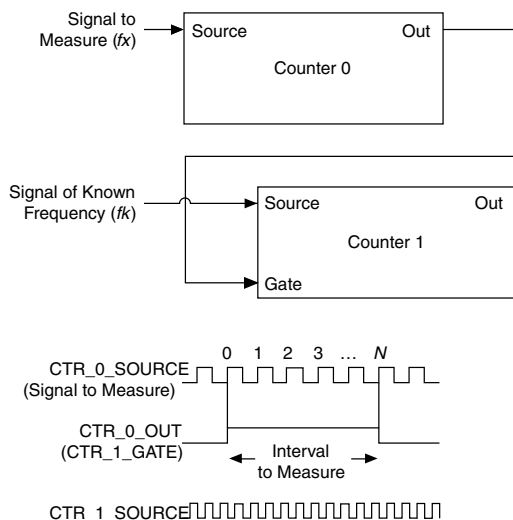 Signal to
Measure (fx)
Source
Out
Counter 0
Signal of Known
Frequency (fk)
Source
Out
Counter 1
Gate
0 1 2 3 … N
CTR_0_SOURCE
(Signal to Measure)
CTR_0_OUT
(CTR_1_GATE)
Interval
to Measure
CTR_1_SOURCE